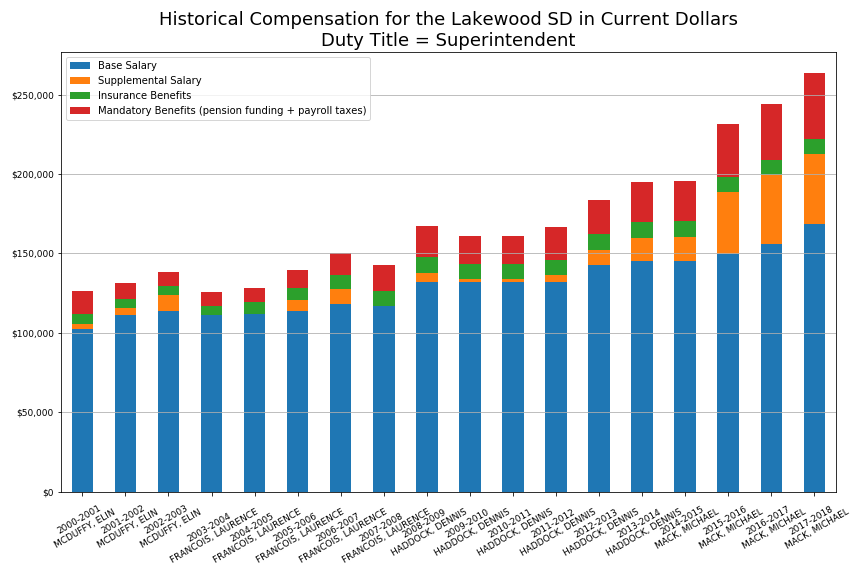 Historical Compensation for the Lakewood SD in Current Dollars
Duty Title = Superintendent
Base Salary
Supplemental Salary
Insurance Benefits
Mandatory Benefits (pension funding + payroll taxes)
$250,000
$200,000
$150,000
$100,000
$50,000
$0
2000-2001
MCDUFFY, ELIN
2001-2002
MCDUFFY, ELIN
2002-2003
MCDUFFY, ELIN
2003-2004
FRANCOIS, LAURENCE
2004-2005
FRANCOIS, LAURENCE
2005-2006
FRANCOIS, LAURENCE
2006-2007
FRANCOIS, LAURENCE
2007-2008
FRANCOIS, LAURENCE
2008-2009
HADDOCK, DENNIS
2009-2010
HADDOCK, DENNIS
2010-2011
HADDOCK, DENNIS
2011-2012
HADDOCK, DENNIS
2012-2013
HADDOCK, DENNIS
2013-2014
HADDOCK, DENNIS
2014-2015
MACK, MICHAEL
2015-2016
MACK, MICHAEL
2016-2017
MACK, MICHAEL
2017-2018
MACK, MICHAEL